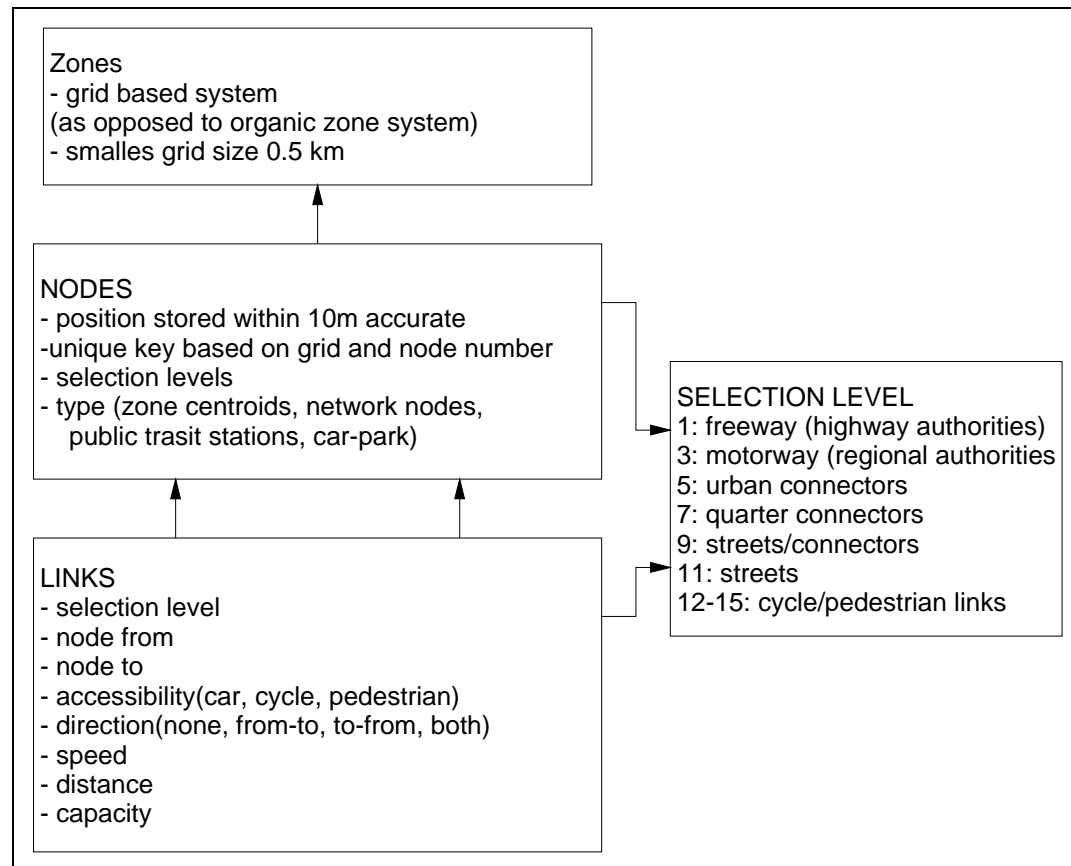 Zones
- grid based system
(as opposed to organic zone system)
- smalles grid size 0.5 km
NODES
- position stored within 10m accurate
-unique key based on grid and node number
- selection levels
- type (zone centroids, network nodes,
public trasit stations, car-park)
SELECTION LEVEL
1: freeway (highway authorities)
3: motorway (regional authorities
5: urban connectors
7: quarter connectors
9: streets/connectors
11: streets
12-15: cycle/pedestrian links
LINKS
- selection level
- node from
- node to
- accessibility(car, cycle, pedestrian)
- direction(none, from-to, to-from, both)
- speed
- distance
- capacity